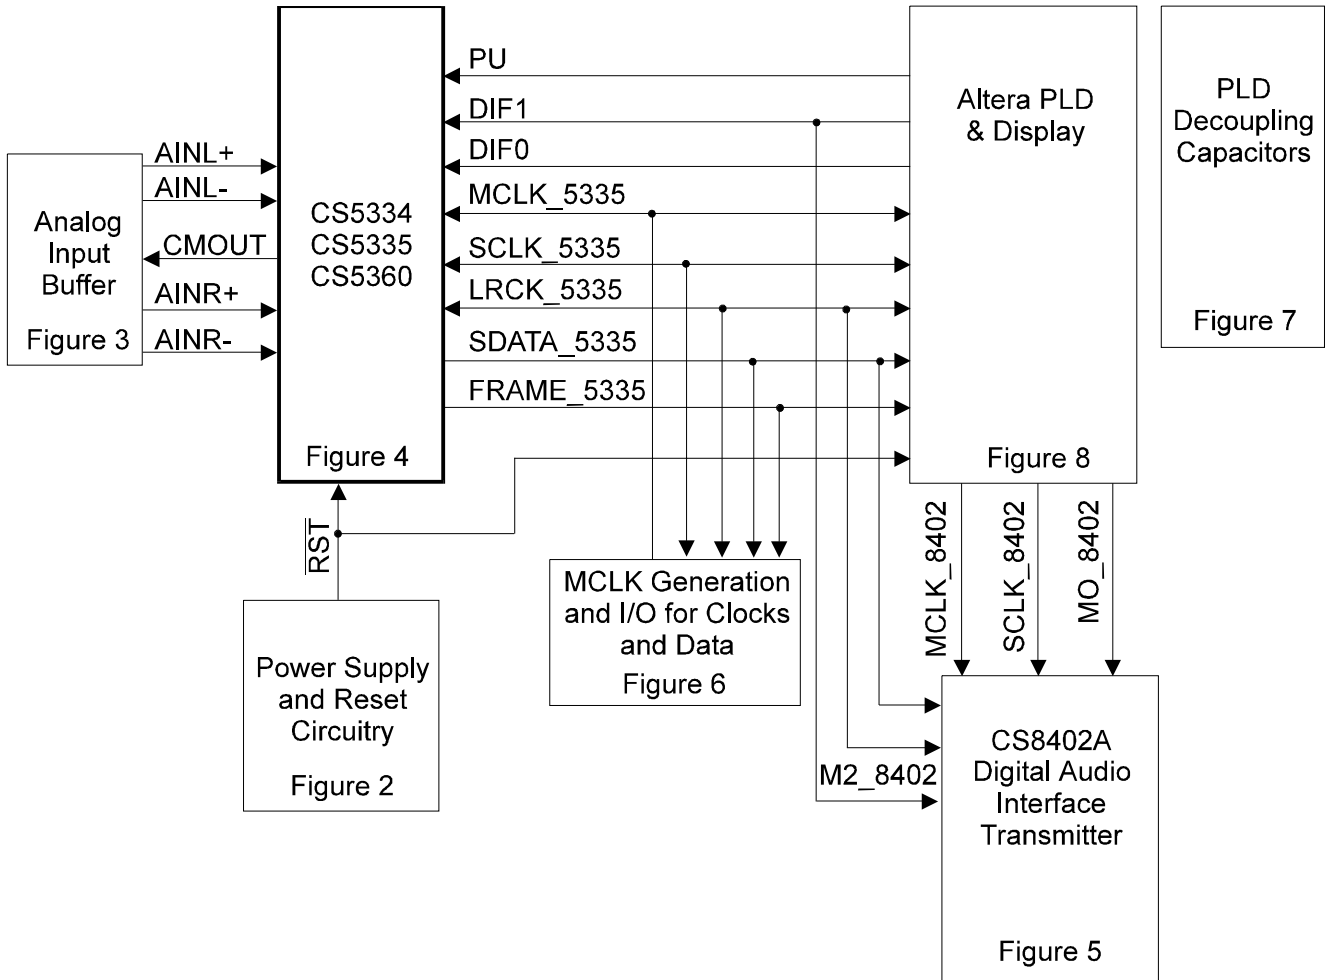 Analog
Input
Buffer
Figure 3
AINL+
AINL-
CMOUT
AINR+
AINR-
CS5334
CS5335
CS5360
Figure 4
PU
DIF1
DIF0
MCLK_5335
SCLK_5335
LRCK_5335
SDATA_5335
FRAME_5335
Altera PLD
& Display
Figure 8
PLD
Decoupling
Capacitors
Figure 7
RST
Power Supply
and Reset
Circuitry
Figure 2
MCLK Generation
and I/O for Clocks
and Data
Figure 6
MCLK_8402
SCLK_8402
MO_8402
M2_8402
CS8402A
Digital Audio
Interface
Transmitter
Figure 5